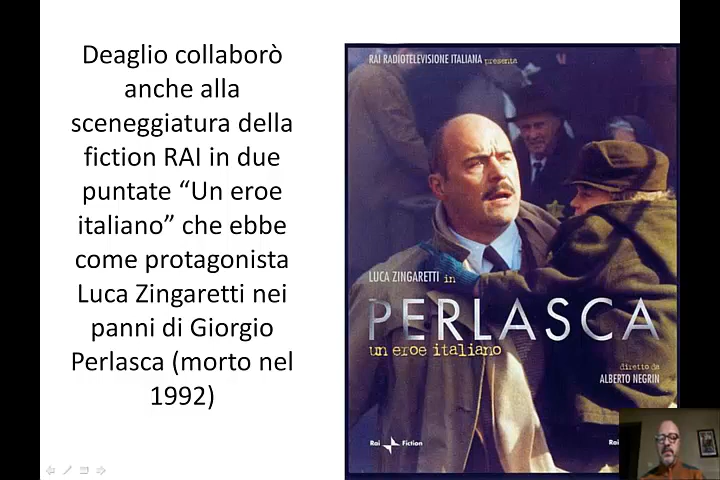 Deaglio collaborò
anche alla
sceneggiatura della
fiction RAI in due
puntate “Un eroe
italiano” che ebbe
come protagonista
Luca Zingaretti nei
panni di Giorgio
Perlasca (morto nel
1992)
RAI RADIOTELEVISIONE ITALIANA presenta
LUCA ZINGARETTI in
PERLASCA
un eroe italiano
diretto da
ALBERTO NEGRIN
Rai Fiction
Rai